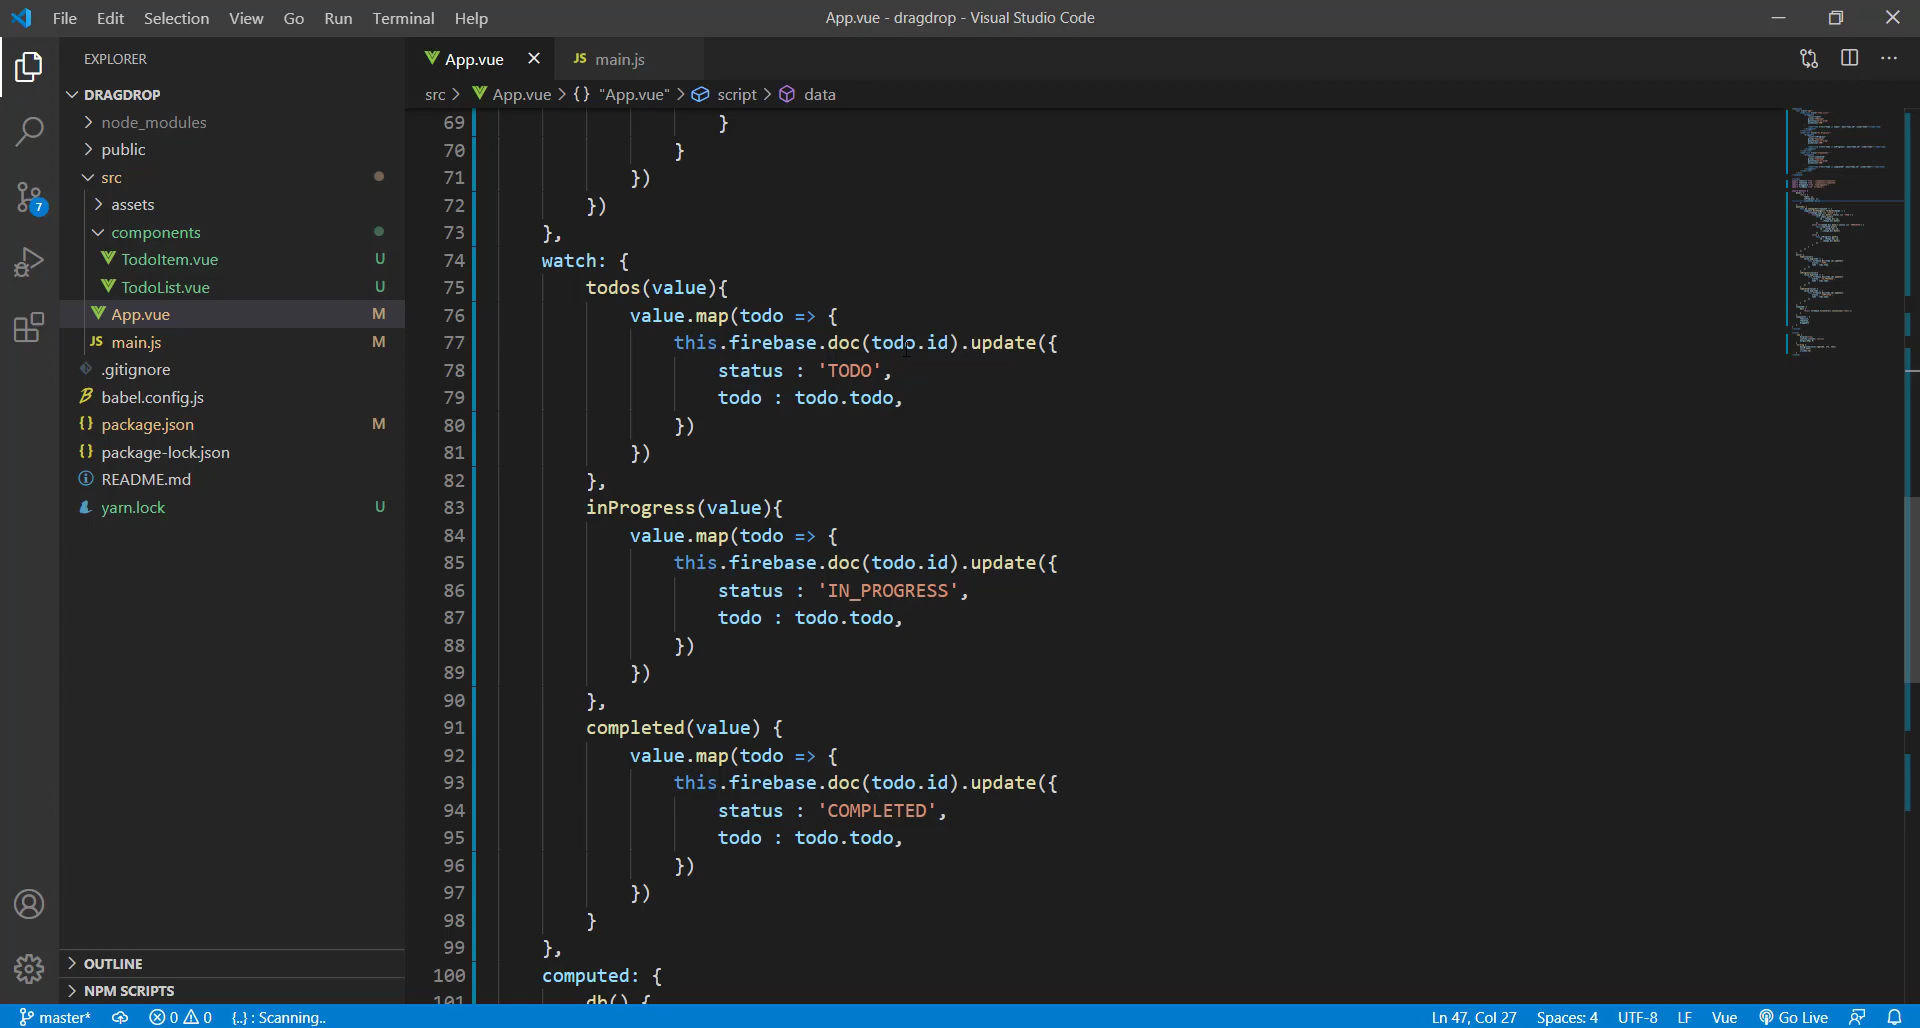 File Edit Selection View Go Run Terminal Help
App.vue - dragdrop - Visual Studio Code
EXPLORER
DRAGDROP
node_modules
public
src
assets
components
TodoItem.vue U
TodoList.vue U
App.vue M
main.js M
.gitignore
babel.config.js
package.json M
package-lock.json
README.md
yarn.lock U
OUTLINE
NPM SCRIPTS
7
App.vue
JS main.js
src > App.vue > {} "App.vue" > script > data
69 }
70 }
71 })
72 })
73 },
74 watch: {
75 todos(value){
76 value.map(todo => {
77 this.firebase.doc(todo.id).update({
78 status : 'TODO',
79 todo : todo.todo,
80 })
81 })
82 },
83 inProgress(value){
84 value.map(todo => {
85 this.firebase.doc(todo.id).update({
86 status : 'IN_PROGRESS',
87 todo : todo.todo,
88 })
89 })
90 },
91 completed(value) {
92 value.map(todo => {
93 this.firebase.doc(todo.id).update({
94 status : 'COMPLETED',
95 todo : todo.todo,
96 })
97 })
98 }
99 },
100 computed: {
101 db() {
master* 0 0 {..} : Scanning..
Ln 47, Col 27 Spaces: 4 UTF-8 LF Vue Go Live